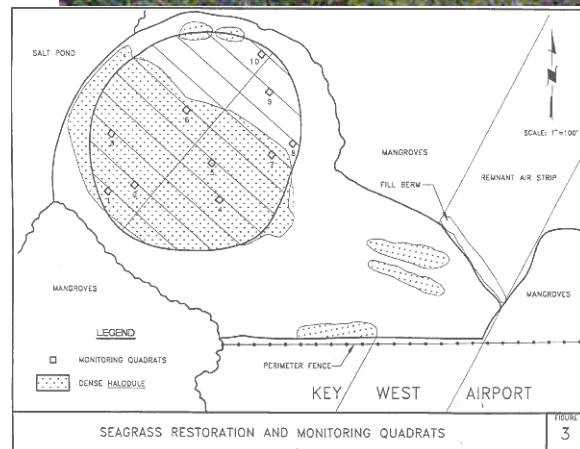 SALT POND
10
9
6
3
8
7
5
1
2
4
MANGROVES
SCALE: 1"=100'
REMNANT AIR STRIP
FILL BERM
MANGROVES
MANGROVES
LEGEND
MONITORING QUADRATS
DENSE HALODULE
PERIMETER FENCE
KEY WEST AIRPORT
SEAGRASS RESTORATION AND MONITORING QUADRATS
FIGURE
3